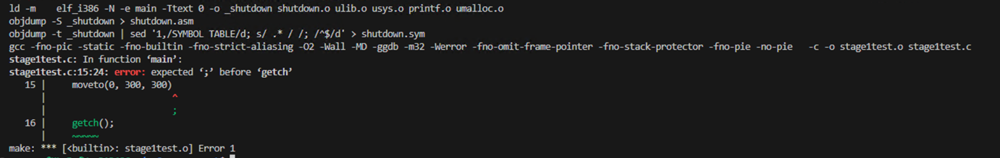 ld -m    elf_i386 -N -e main -Ttext 0 -o _shutdown shutdown.o ulib.o usys.o printf.o umalloc.o
objdump -S _shutdown > shutdown.asm
objdump -t _shutdown | sed '1,/SYMBOL TABLE/d; s/ .* / /; /^$/d' > shutdown.sym
gcc -fno-pic -static -fno-builtin -fno-strict-aliasing -O2 -Wall -MD -ggdb -m32 -Werror -fno-omit-frame-pointer -fno-stack-protector -fno-pie -no-pie   -c -o stage1test.o stage1test.c
stage1test.c: In function ‘main’:
stage1test.c:15:24: error: expected ‘;’ before ‘getch’
   15 |     moveto(0, 300, 300)
      |                        ^
      |                        ;
   16 |     getch();
      |     ~~~~~
make: *** [<builtin>: stage1test.o] Error 1